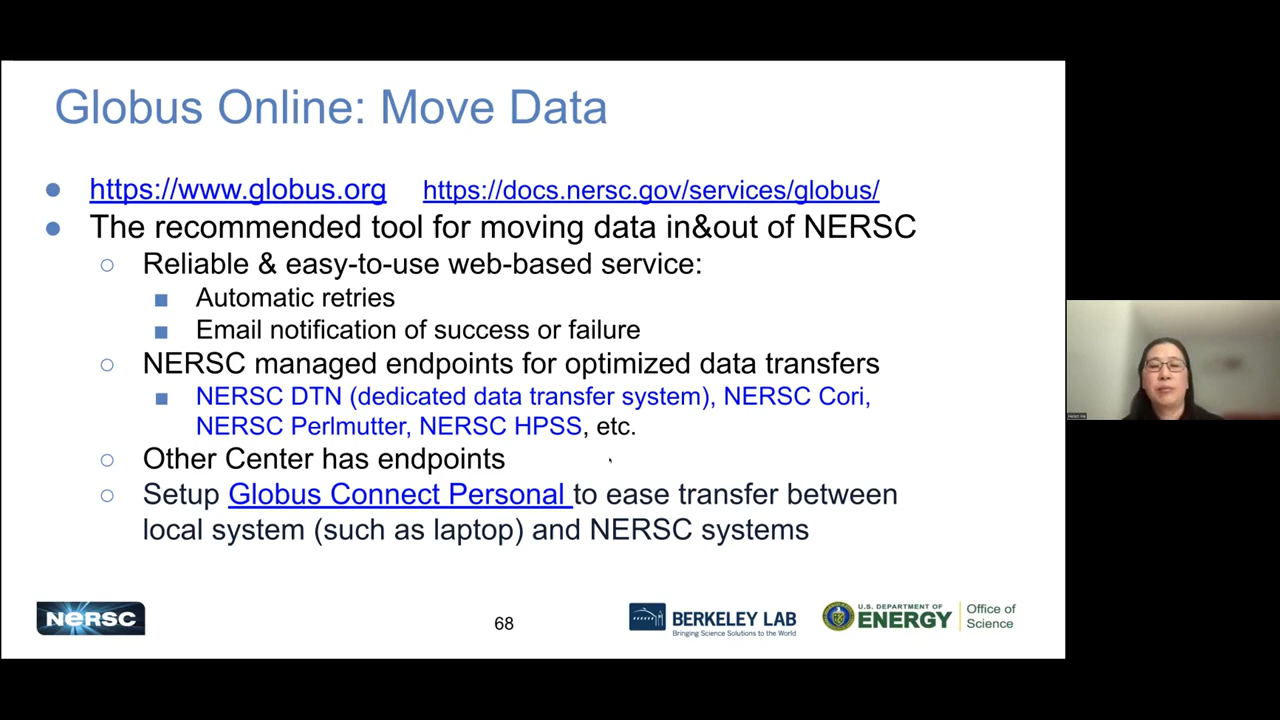 Globus Online: Move Data
● https://www.globus.org https://docs.nersc.gov/services/globus/
● The recommended tool for moving data in&out of NERSC
○ Reliable & easy-to-use web-based service:
■ Automatic retries
■ Email notification of success or failure
○ NERSC managed endpoints for optimized data transfers
■ NERSC DTN (dedicated data transfer system), NERSC Cori,
NERSC Perlmutter, NERSC HPSS, etc.
○ Other Center has endpoints
○ Setup Globus Connect Personal to ease transfer between
local system (such as laptop) and NERSC systems
NERSC
68
BERKELEY LAB
Bringing Science Solutions to the World
U.S. DEPARTMENT OF
ENERGY
Office of
Science